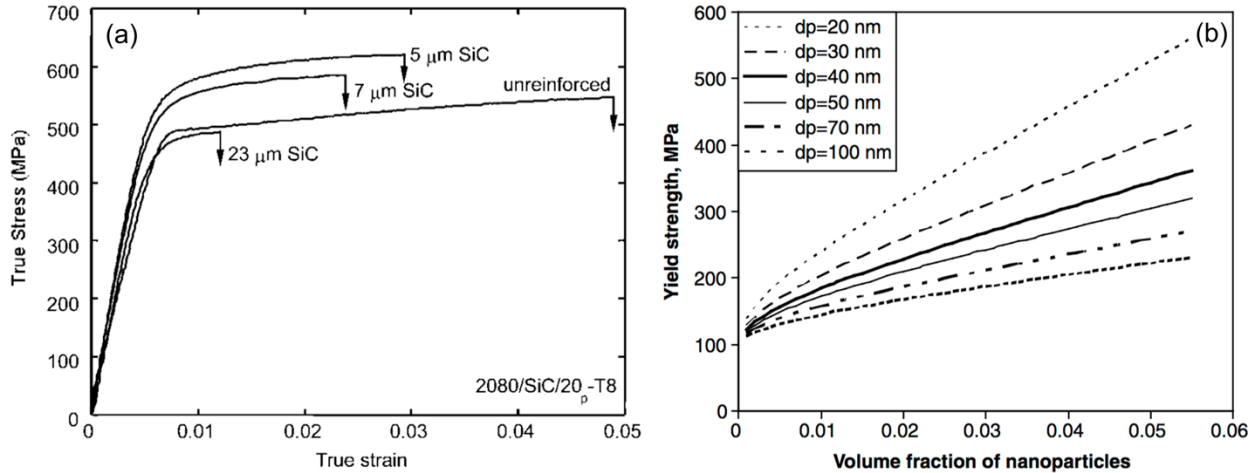 (a)
700
600
500
400
300
200
100
0
True Stress (MPa)
5 μm SiC
7 μm SiC
unreinforced
23 μm SiC
2080/SiC/20p-T8
0
0.01
0.02
0.03
0.04
0.05
True strain
(b)
dp=20 nm
dp=30 nm
dp=40 nm
dp=50 nm
dp=70 nm
dp=100 nm
600
500
400
300
200
100
0
Yield strength, MPa
0
0.01
0.02
0.03
0.04
0.05
0.06
Volume fraction of nanoparticles